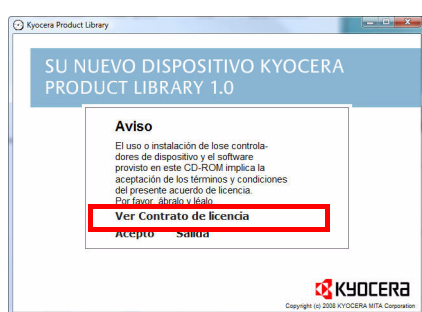 Kyocera Product Library
SU NUEVO DISPOSITIVO KYOCERA
PRODUCT LIBRARY 1.0
Aviso
El uso o instalación de lose controla-
dores de dispositivo y el software
provisto en este CD-ROM implica la
aceptación de los términos y condiciones
del presente acuerdo de licencia.
Por favor, ábralo y léalo
Ver Contrato de licencia
Acepto Salida
KYOCERA
Copyright (c) 2008 KYOCERA MITA Corporation